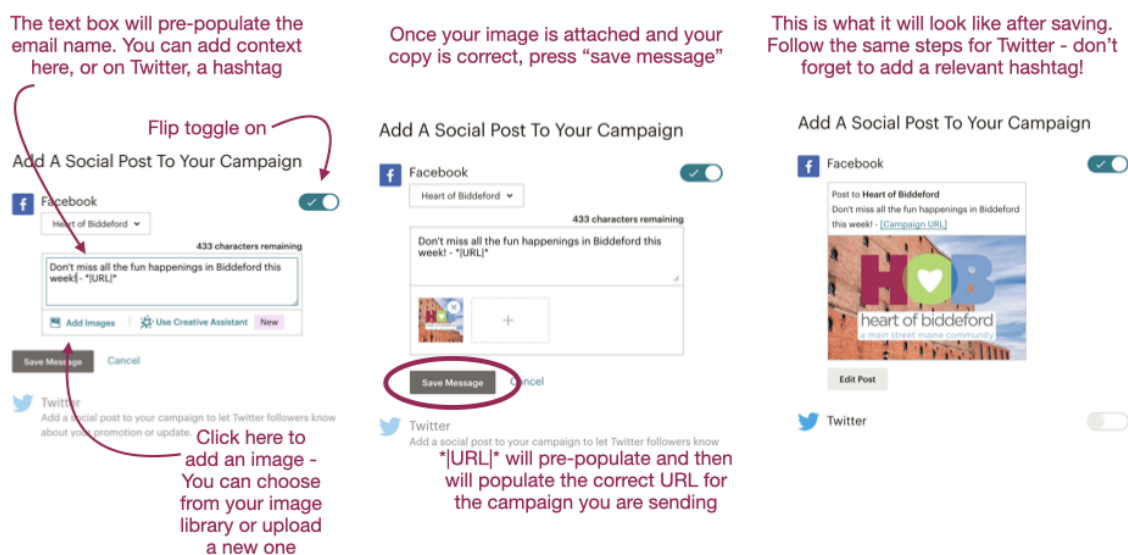 The text box will pre-populate the
email name. You can add context
here, or on Twitter, a hashtag
Flip toggle on
Add A Social Post To Your Campaign
Facebook
Heart of Biddeford
433 characters remaining
Don't miss all the fun happenings in Biddeford this
week! - *|URL|*
Add Images
Use Creative Assistant
New
Save Message
Cancel
Twitter
Add a social post to your campaign to let Twitter followers know
about your promotion or update.
Click here to
add an image -
You can choose
from your image
library or upload
a new one
Once your image is attached and your
copy is correct, press “save message”
Add A Social Post To Your Campaign
Facebook
Heart of Biddeford
433 characters remaining
Don't miss all the fun happenings in Biddeford this
week! - *|URL|*
HOB
Save Message
Cancel
Twitter
Add a social post to your campaign to let Twitter followers know
*|URL|* will pre-populate and then
will populate the correct URL for
the campaign you are sending
This is what it will look like after saving.
Follow the same steps for Twitter - don’t
forget to add a relevant hashtag!
Add A Social Post To Your Campaign
Facebook
Post to Heart of Biddeford
Don't miss all the fun happenings in Biddeford
this week! - [Campaign URL]
HOB
heart of biddeford
a main street maine community
Edit Post
Twitter